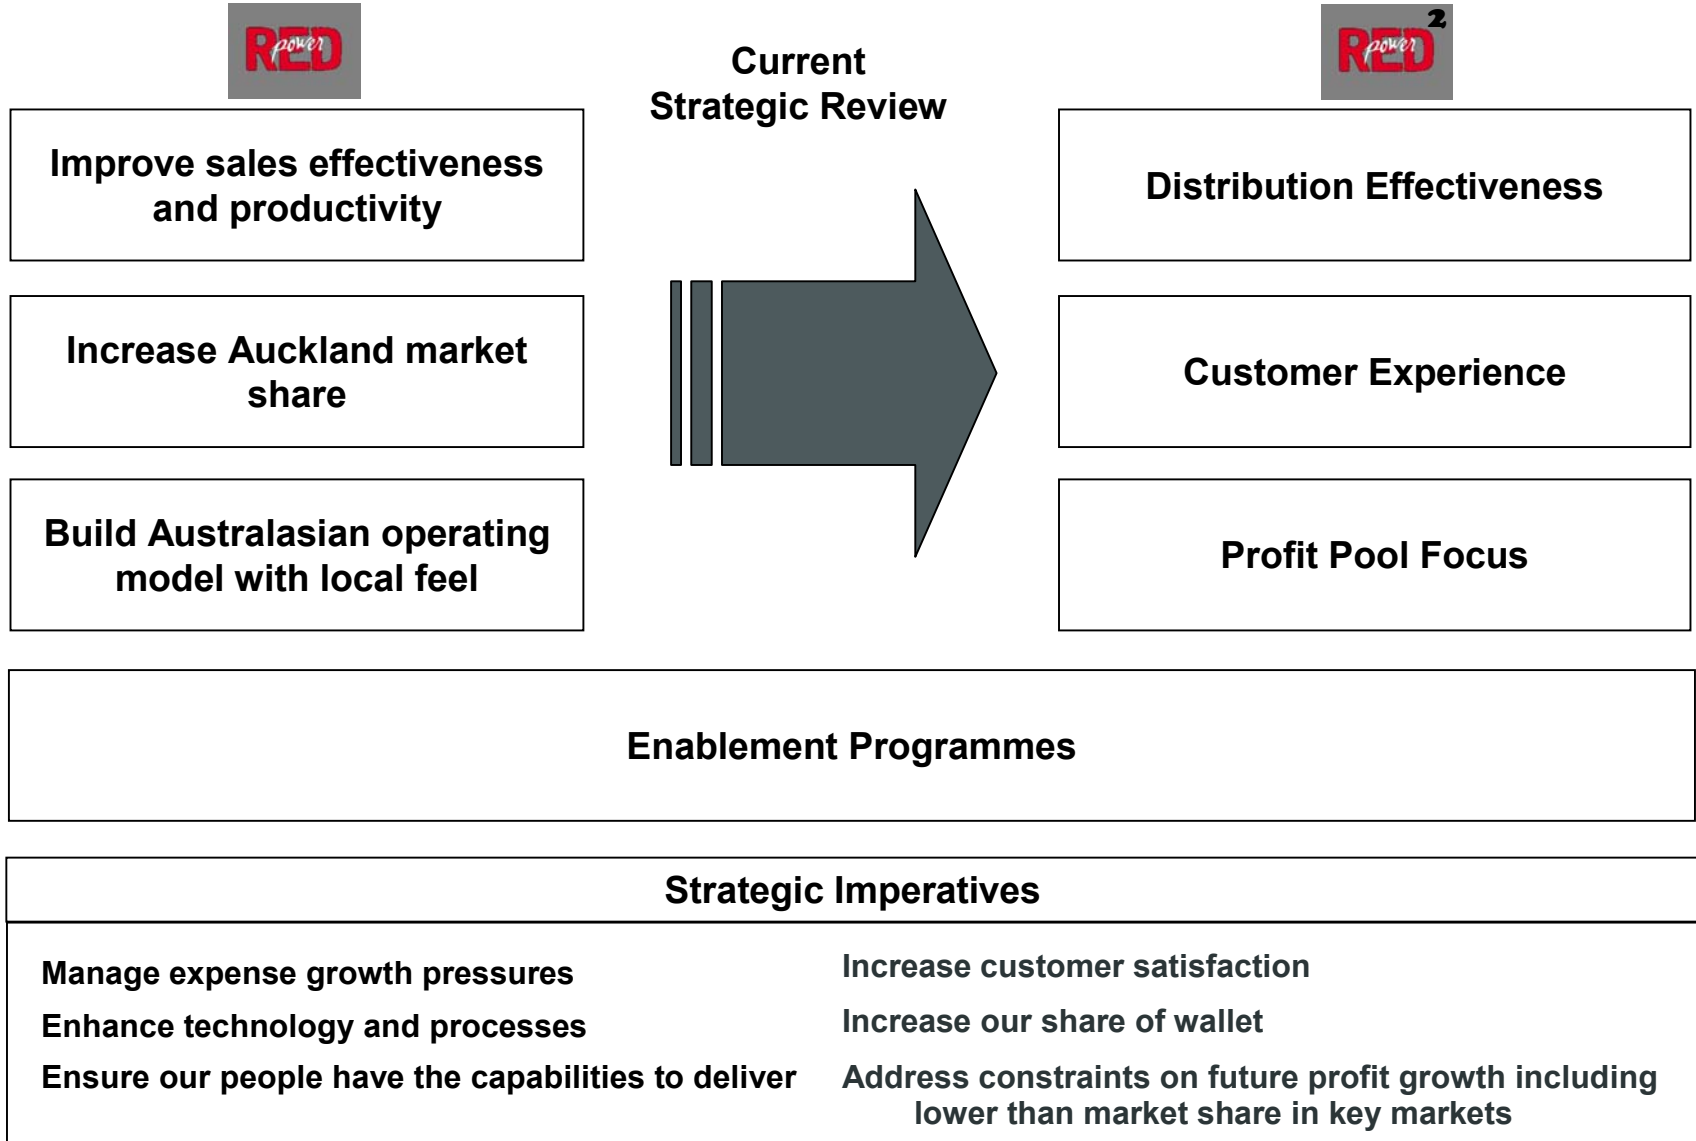 RED power
Current
Strategic Review
RED power 2
Improve sales effectiveness
and productivity
Distribution Effectiveness
Increase Auckland market
share
Customer Experience
Build Australasian operating
model with local feel
Profit Pool Focus
Enablement Programmes
Strategic Imperatives
Manage expense growth pressures
Enhance technology and processes
Ensure our people have the capabilities to deliver
Increase customer satisfaction
Increase our share of wallet
Address constraints on future profit growth including
lower than market share in key markets